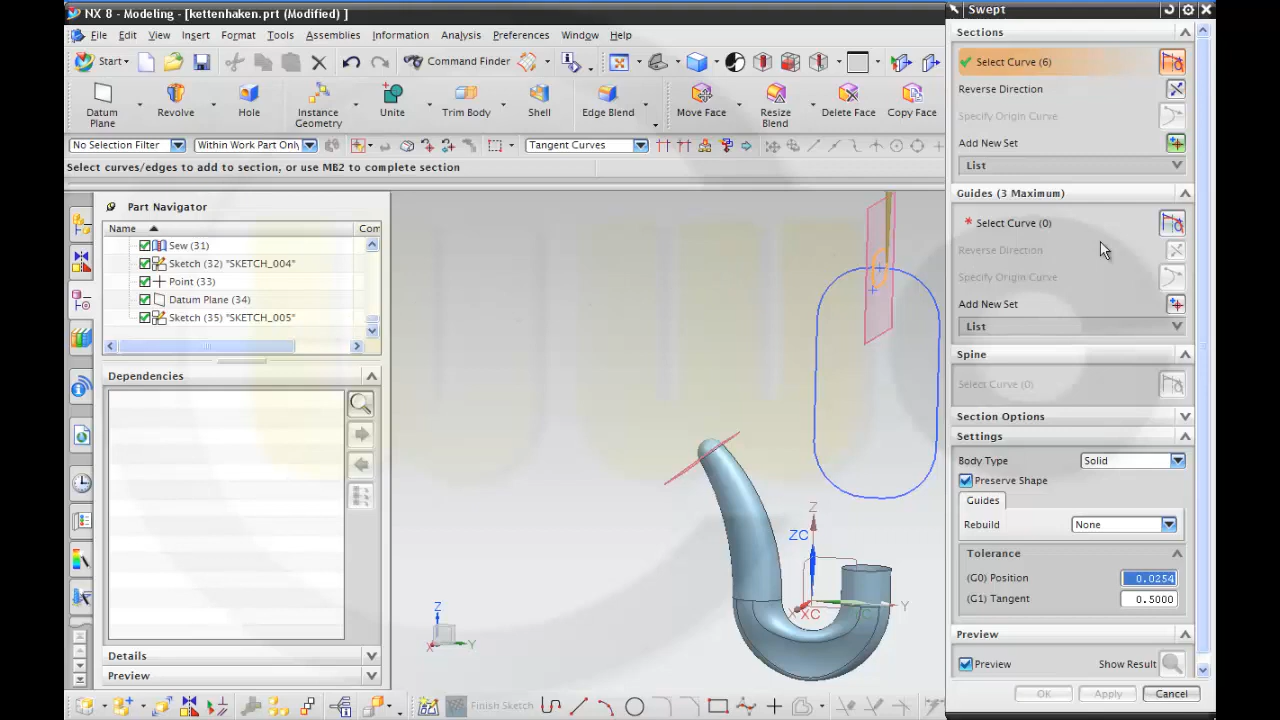 NX 8 - Modeling - [kettenhaken.prt (Modified) ]
File Edit View Insert Format Tools Assemblies Information Analysis Preferences Window Help
Start Command Finder
Datum Plane Revolve Hole Instance Geometry Unite Trim Body Shell Edge Blend Move Face Resize Blend Delete Face Copy Face
No Selection Filter Within Work Part Only Tangent Curves
Select curves/edges to add to section, or use MB2 to complete section
Part Navigator
Name Com
Sew (31)
Sketch (32) "SKETCH_004"
Point (33)
Datum Plane (34)
Sketch (35) "SKETCH_005"
Dependencies
Details
Preview
Z
X
Y
Z
ZC
X XC
Y
Finish Sketch
Swept
Sections
Select Curve (6)
Reverse Direction
Specify Origin Curve
Add New Set
List
Guides (3 Maximum)
* Select Curve (0)
Reverse Direction
Specify Origin Curve
Add New Set
List
Spine
Select Curve (0)
Section Options
Settings
Body Type Solid
Preserve Shape
Guides
Rebuild None
Tolerance
(G0) Position 0.0254
(G1) Tangent 0.5000
Preview
Preview Show Result
OK Apply Cancel